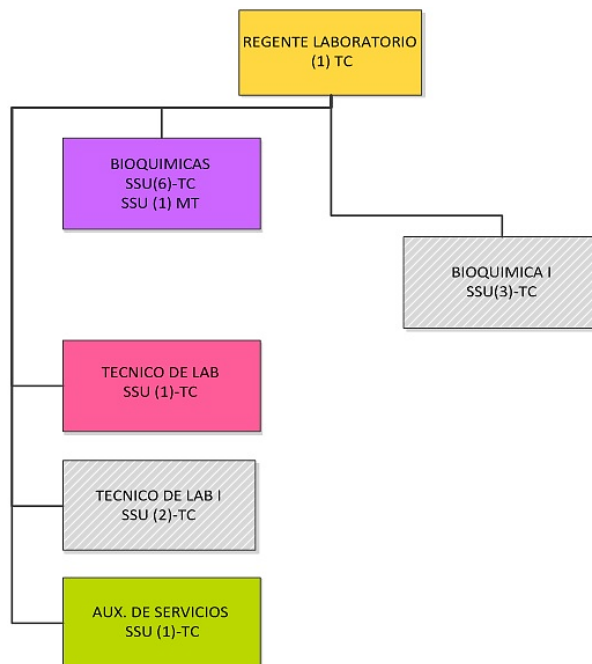 REGENTE LABORATORIO
(1) TC
BIOQUIMICAS
SSU(6)-TC
SSU (1) MT
BIOQUIMICA I
SSU(3)-TC
TECNICO DE LAB
SSU (1)-TC
TECNICO DE LAB I
SSU (2)-TC
AUX. DE SERVICIOS
SSU (1)-TC